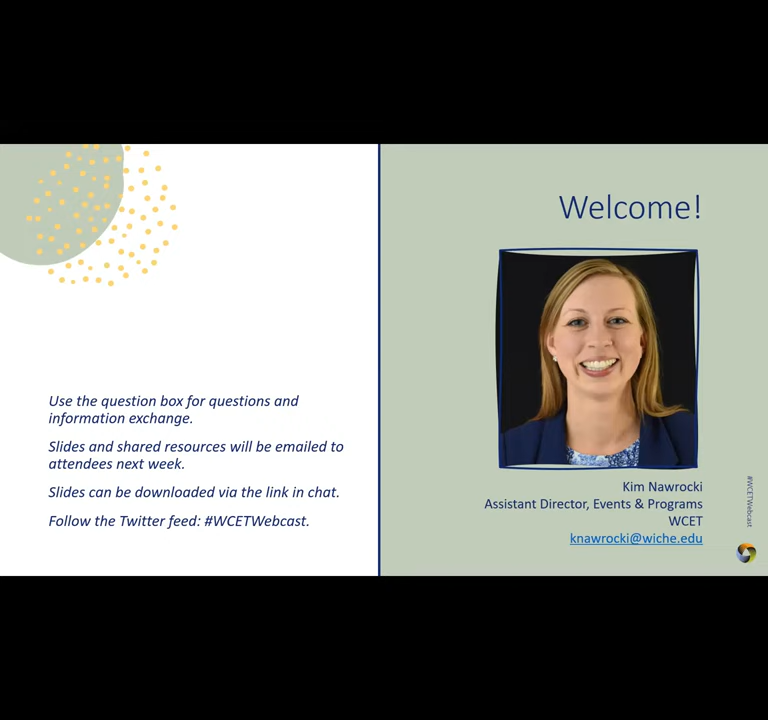 Use the question box for questions and
information exchange.
Slides and shared resources will be emailed to
attendees next week.
Slides can be downloaded via the link in chat.
Follow the Twitter feed: #WCETWebcast.
Welcome!
Kim Nawrocki
Assistant Director, Events & Programs
WCET
knawrocki@wiche.edu
#WCETWebcast